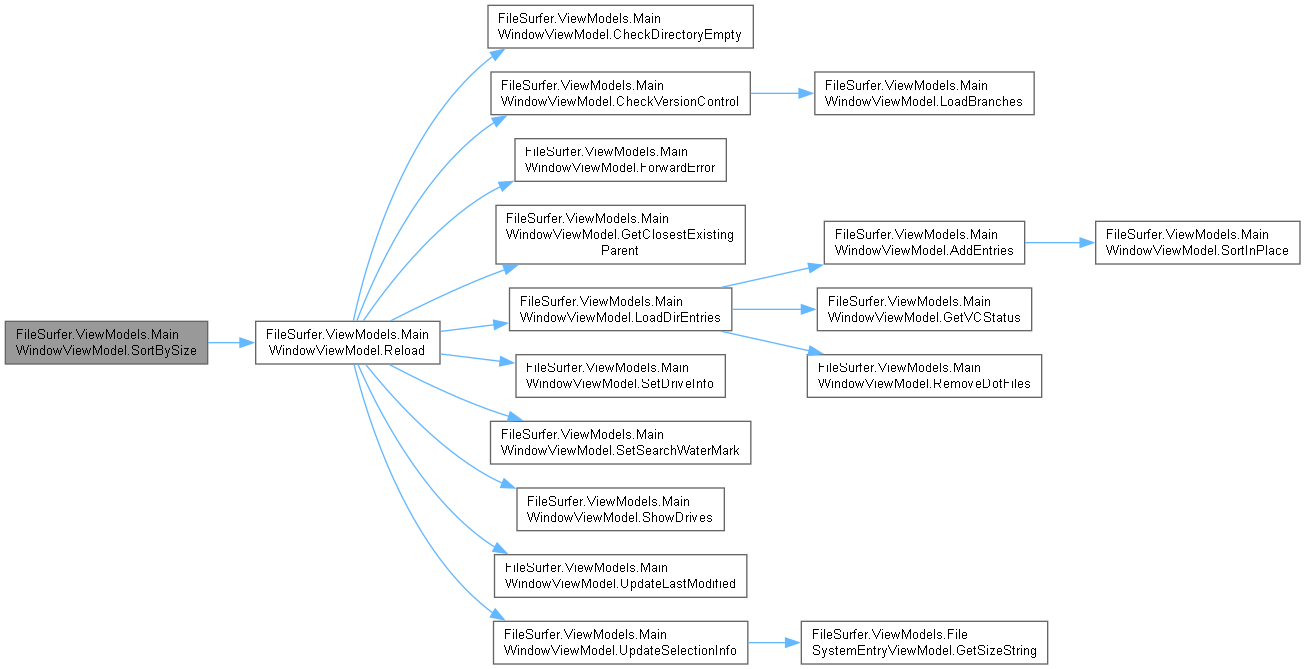 FileSurfer.ViewModels.Main
WindowViewModel.SortBySize
FileSurfer.ViewModels.Main
WindowViewModel.Reload
FileSurfer.ViewModels.Main
WindowViewModel.CheckDirectoryEmpty
FileSurfer.ViewModels.Main
WindowViewModel.CheckVersionControl
FileSurfer.ViewModels.Main
WindowViewModel.LoadBranches
FileSurfer.ViewModels.Main
WindowViewModel.ForwardError
FileSurfer.ViewModels.Main
WindowViewModel.GetClosestExisting
Parent
FileSurfer.ViewModels.Main
WindowViewModel.LoadDirEntries
FileSurfer.ViewModels.Main
WindowViewModel.AddEntries
FileSurfer.ViewModels.Main
WindowViewModel.SortInPlace
FileSurfer.ViewModels.Main
WindowViewModel.GetVCStatus
FileSurfer.ViewModels.Main
WindowViewModel.RemoveDotFiles
FileSurfer.ViewModels.Main
WindowViewModel.SetDriveInfo
FileSurfer.ViewModels.Main
WindowViewModel.SetSearchWaterMark
FileSurfer.ViewModels.Main
WindowViewModel.ShowDrives
FileSurfer.ViewModels.Main
WindowViewModel.UpdateLastModified
FileSurfer.ViewModels.Main
WindowViewModel.UpdateSelectionInfo
FileSurfer.ViewModels.File
SystemEntryViewModel.GetSizeString